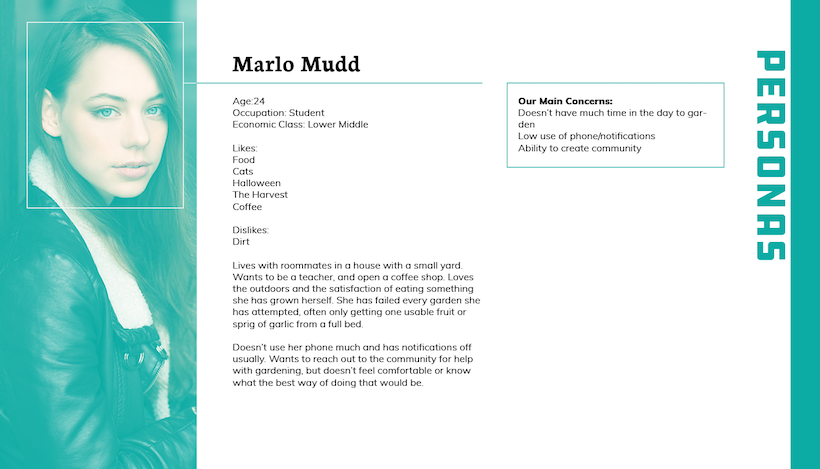 Marlo Mudd
Age:24
Occupation: Student
Economic Class: Lower Middle
Likes:
Food
Cats
Halloween
The Harvest
Coffee
Dislikes:
Dirt
Lives with roommates in a house with a small yard.
Wants to be a teacher, and open a coffee shop. Loves
the outdoors and the satisfaction of eating something
she has grown herself. She has failed every garden she
has attempted, often only getting one usable fruit or
sprig of garlic from a full bed.
Doesn't use her phone much and has notifications off
usually. Wants to reach out to the community for help
with gardening, but doesn't feel comfortable or know
what the best way of doing that would be.
Our Main Concerns:
Doesn't have much time in the day to gar-
den
Low use of phone/notifications
Ability to create community
PERSONAS